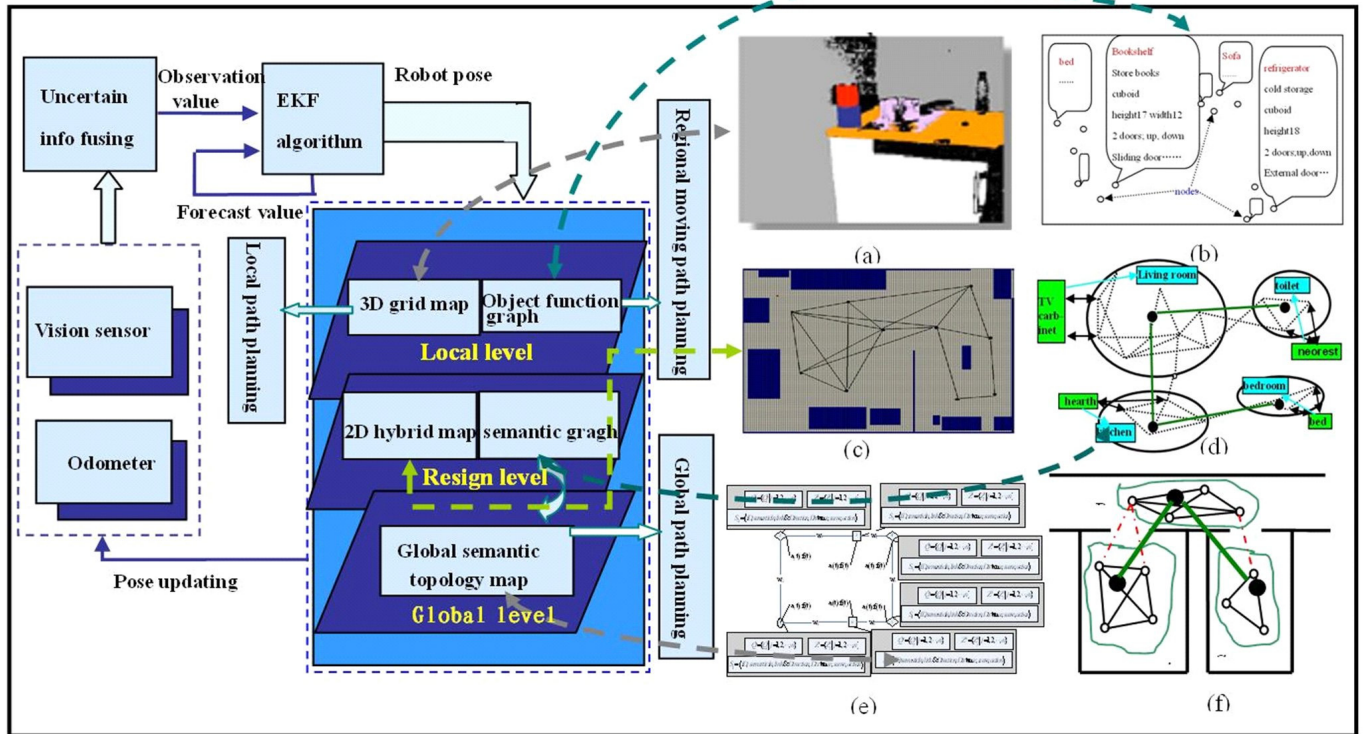 Uncertain
info fusing
Observation
value
EKF
algorithm
Robot pose
Forecast value
Vision sensor
Odometer
Pose updating
Local path planning
Regional moving path planning
Global path planning
3D grid map
Object function
graph
Local level
2D hybrid map
semantic gragh
Resign level
Global semantic
topology map
Global level
(a)
bed
......
Bookshelf
Store books
cuboid
height17 width12
2 doors; up, down
Sliding door······
Sofa
......
refrigerator
cold storage
cuboid
height18
2 doors;up,down
External door···
nodes
(b)
(c)
Living room
toilet
TV
carb-
inet
neorest
hearth
bedroom
kitchen
bed
(d)
(e)
(f)